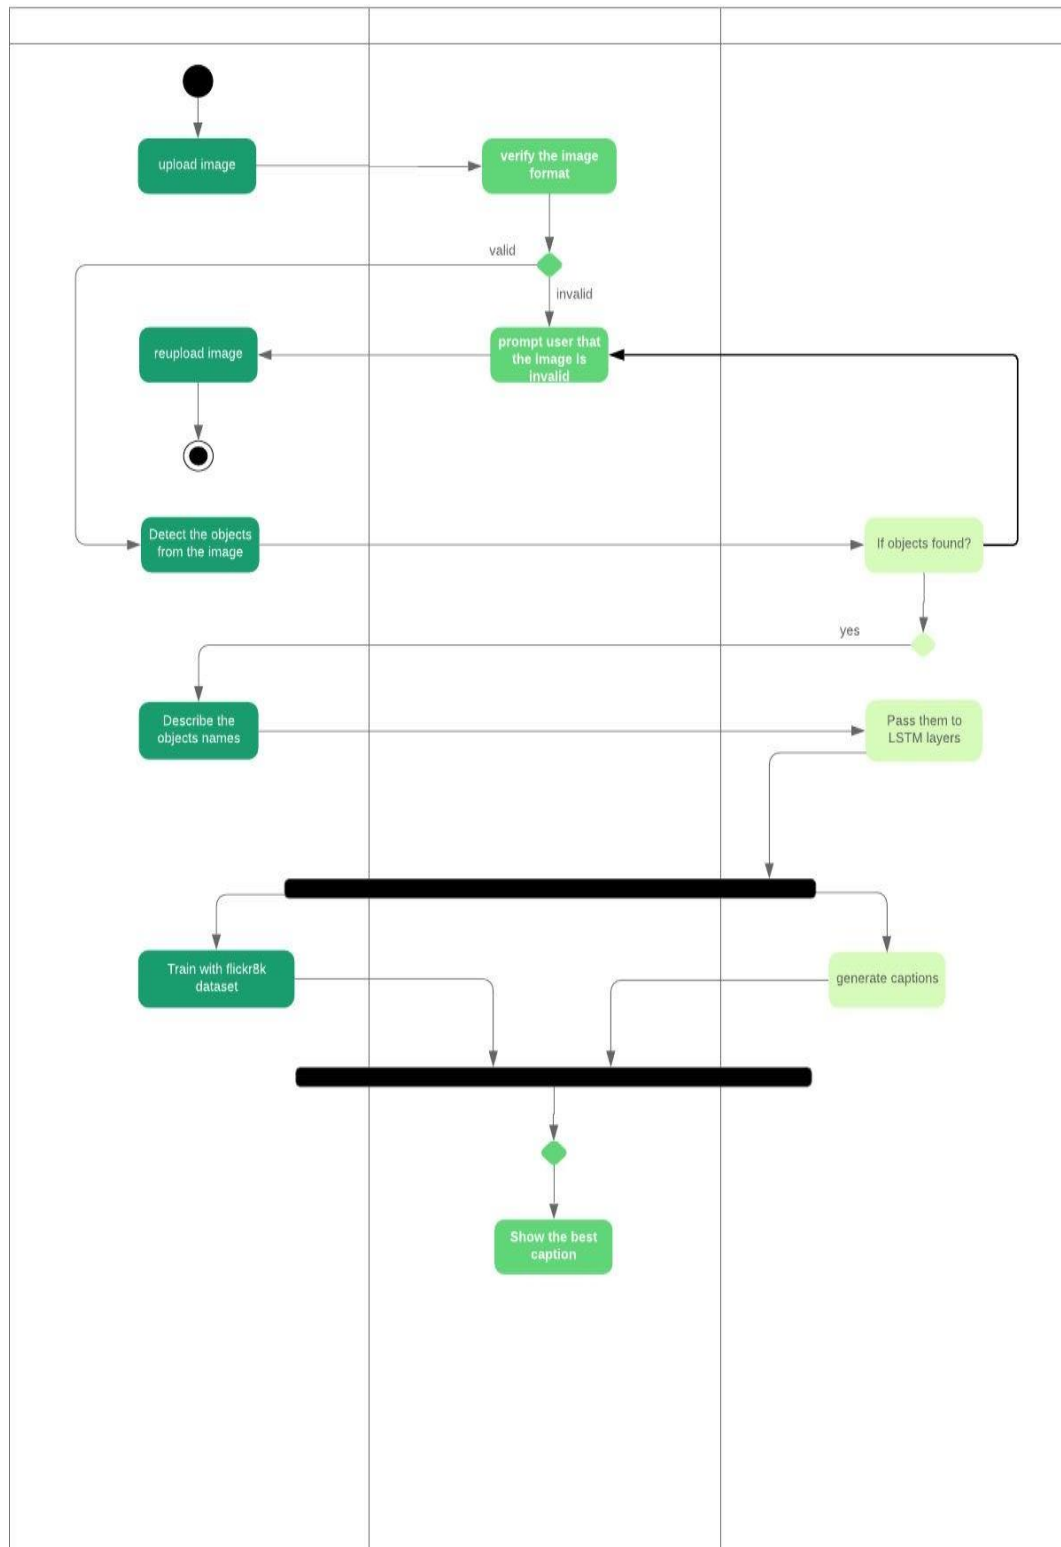 upload image
verify the image
format
valid
invalid
reupload image
prompt user that
the image is
invalid
Detect the objects
from the image
If objects found?
yes
Describe the
objects names
Pass them to
LSTM layers
Train with flickr8k
dataset
generate captions
Show the best
caption